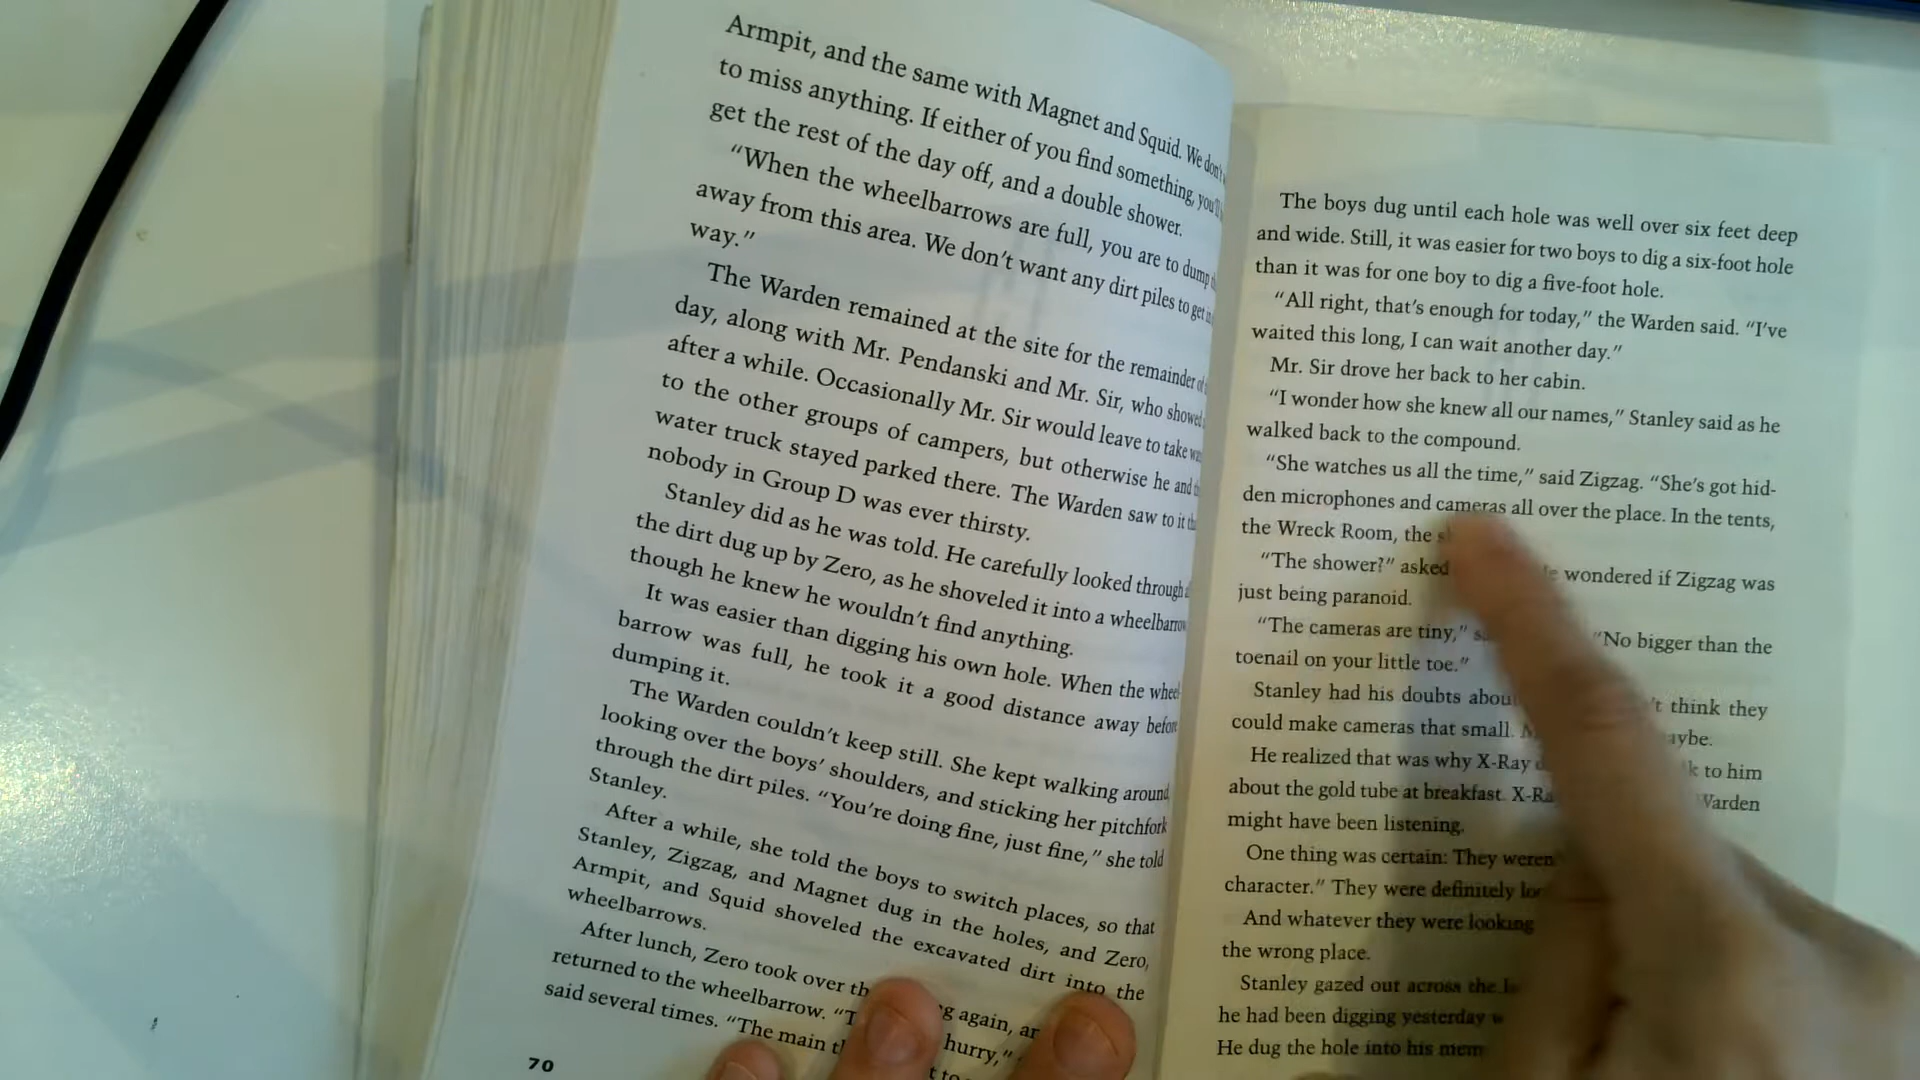 Armpit, and the same with Magnet and Squid. We don't
to miss anything. If either of you find something, you'll
get the rest of the day off, and a double shower.
"When the wheelbarrows are full, you are to dump
away from this area. We don't want any dirt piles to get in
way."
The Warden remained at the site for the remainder of
day, along with Mr. Pendanski and Mr. Sir, who showed
after a while. Occasionally Mr. Sir would leave to take
to the other groups of campers, but otherwise he and
water truck stayed parked there. The Warden saw to it
nobody in Group D was ever thirsty.
Stanley did as he was told. He carefully looked through
the dirt dug up by Zero, as he shoveled it into a wheelbarrow
though he knew he wouldn't find anything.
It was easier than digging his own hole. When the wheel-
barrow was full, he took it a good distance away before
dumping it.
The Warden couldn't keep still. She kept walking around,
looking over the boys' shoulders, and sticking her pitchfork
through the dirt piles. "You're doing fine, just fine," she told
Stanley.
After a while, she told the boys to switch places, so that
Stanley, Zigzag, and Magnet dug in the holes, and Zero,
Armpit, and Squid shoveled the excavated dirt into the
wheelbarrows.
After lunch, Zero took over again,
returned to the wheelbarrow. hurry,"
said several times. "The main
70
The boys dug until each hole was well over six feet deep
and wide. Still, it was easier for two boys to dig a six-foot hole
than it was for one boy to dig a five-foot hole.
"All right, that's enough for today," the Warden said. "I've
waited this long, I can wait another day."
Mr. Sir drove her back to her cabin.
"I wonder how she knew all our names," Stanley said as he
walked back to the compound.
"She watches us all the time," said Zigzag. "She's got hid-
den microphones and cameras all over the place. In the tents,
the Wreck Room, the
"The shower?" asked wondered if Zigzag was
just being paranoid.
"The cameras are tiny," "No bigger than the
toenail on your little toe."
Stanley had his doubts about think they
could make cameras that small.
He realized that was why X-Ray to him
about the gold tube at breakfast. Warden
might have been listening.
One thing was certain: They weren't
character." They were definitely
And whatever they were looking
the wrong place.
Stanley gazed out across the
he had been digging yesterday
He dug the hole into his